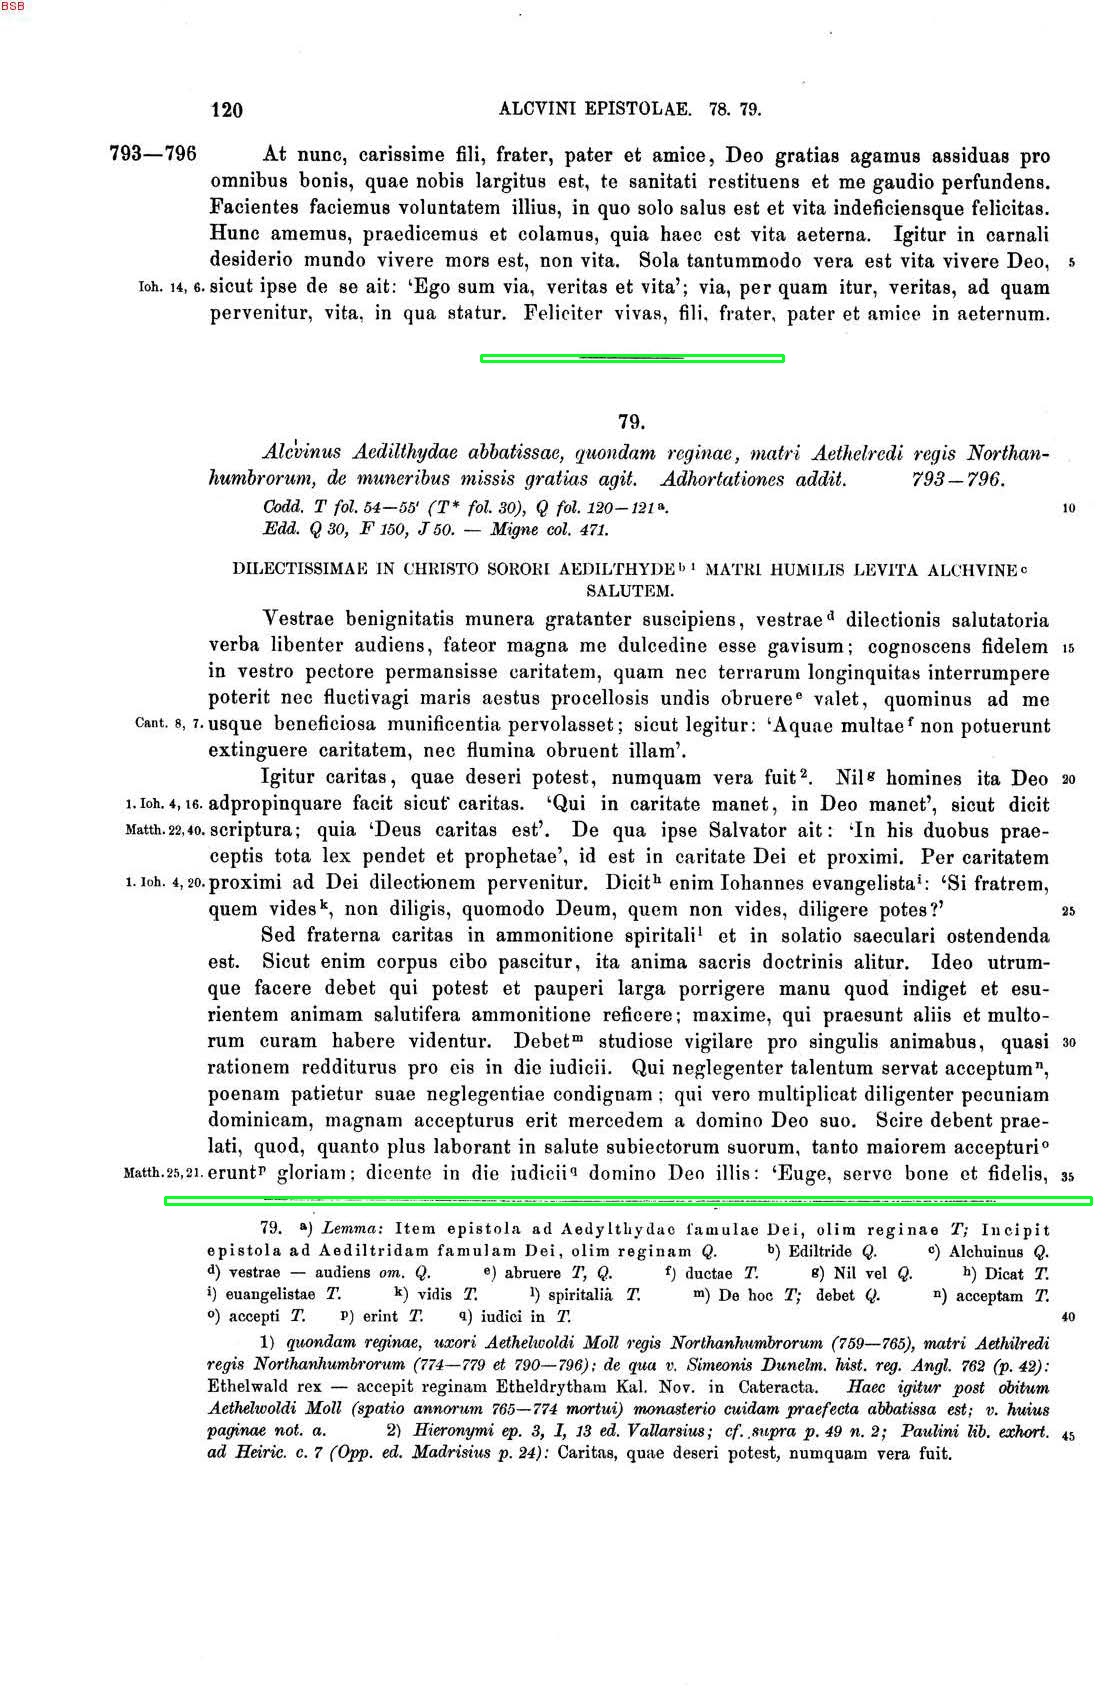 BSB
120 ALCVINI EPISTOLAE. 78. 79.
793—796 At nunc, carissime fili, frater, pater et amice, Deo gratias agamus assiduas pro
omnibus bonis, quae nobis largitus est, te sanitati restituens et me gaudio perfundens.
Facientes faciemus voluntatem illius, in quo solo salus est et vita indeficiensque felicitas.
Hunc amemus, praedicemus et colamus, quia haec est vita aeterna. Igitur in carnali
desiderio mundo vivere mors est, non vita. Sola tantummodo vera est vita vivere Deo, 5
Ioh. 14, 6. sicut ipse de se ait: ‘Ego sum via, veritas et vita’; via, per quam itur, veritas, ad quam
pervenitur, vita, in qua statur. Feliciter vivas, fili, frater, pater et amice in aeternum.
79.
Alcvinus Aedilthydae abbatissae, quondam reginae, matri Aethelredi regis Northan-
humbrorum, de muneribus missis gratias agit. Adhortationes addit. 793—796.
Codd. T fol. 54—55' (T* fol. 30), Q fol. 120—121ª. 10
Edd. Q 30, F 150, J 50. — Migne col. 471.
DILECTISSIMAE IN CHRISTO SORORI AEDILTHYDE ᵇ ¹ MATRI HUMILIS LEVITA ALCHVINE ᶜ
SALUTEM.
Vestrae benignitatis munera gratanter suscipiens, vestrae ᵈ dilectionis salutatoria
verba libenter audiens, fateor magna me dulcedine esse gavisum; cognoscens fidelem 15
in vestro pectore permansisse caritatem, quam nec terrarum longinquitas interrumpere
poterit nec fluctivagi maris aestus procellosis undis obruere ᵉ valet, quominus ad me
Cant. 8, 7. usque beneficiosa munificentia pervolasset; sicut legitur: ‘Aquae multae ᶠ non potuerunt
extinguere caritatem, nec flumina obruent illam’.
Igitur caritas, quae deseri potest, numquam vera fuit ². Nil ᵍ homines ita Deo 20
1. Ioh. 4, 16. adpropinquare facit sicut caritas. ‘Qui in caritate manet, in Deo manet’, sicut dicit
Matth. 22, 40. scriptura; quia ‘Deus caritas est’. De qua ipse Salvator ait: ‘In his duobus prae-
ceptis tota lex pendet et prophetae’, id est in caritate Dei et proximi. Per caritatem
1. Ioh. 4, 20. proximi ad Dei dilectionem pervenitur. Dicit ʰ enim Iohannes evangelista ⁱ: ‘Si fratrem,
quem vides ᵏ, non diligis, quomodo Deum, quem non vides, diligere potes?’ 25
Sed fraterna caritas in ammonitione spiritali ˡ et in solatio saeculari ostendenda
est. Sicut enim corpus cibo pascitur, ita anima sacris doctrinis alitur. Ideo utrum-
que facere debet qui potest et pauperi larga porrigere manu quod indiget et esu-
rientem animam salutifera ammonitione reficere; maxime, qui praesunt aliis et multo-
rum curam habere videntur. Debet ᵐ studiose vigilare pro singulis animabus, quasi 30
rationem redditurus pro eis in die iudicii. Qui neglegenter talentum servat acceptum ⁿ,
poenam patietur suae neglegentiae condignam; qui vero multiplicat diligenter pecuniam
dominicam, magnam accepturus erit mercedem a domino Deo suo. Scire debent prae-
lati, quod, quanto plus laborant in salute subiectorum suorum, tanto maiorem accepturi ᵒ
Matth. 25, 21. erunt ᵖ gloriam; dicente in die iudicii q domino Deo illis: ‘Euge, serve bone et fidelis, 35
79. a) Lemma: Item epistola ad Aedylthydae famulae Dei, olim reginae T; Incipit
epistola ad Aediltridam famulam Dei, olim reginam Q. b) Ediltride Q. c) Alchuinus Q.
d) vestrae — audiens om. Q. e) abruere T, Q. f) ductae T. g) Nil vel Q. h) Dicat T.
i) euangelistae T. k) vidis T. l) spiritalià T. m) De hoc T; debet Q. n) acceptam T.
o) accepti T. p) erint T. q) iudici in T. 40
1) quondam reginae, uxori Aethelwoldi Moll regis Northanhumbrorum (759—765), matri Aethilredi
regis Northanhumbrorum (774—779 et 790—796); de qua v. Simeonis Dunelm. hist. reg. Angl. 762 (p. 42):
Ethelwald rex — accepit reginam Etheldrytham Kal. Nov. in Cateracta. Haec igitur post obitum
Aethelwoldi Moll (spatio annorum 765—774 mortui) monasterio cuidam praefecta abbatissa est; v. huius
paginae not. a. 2) Hieronymi ep. 3, I, 13 ed. Vallarsius; cf. supra p. 49 n. 2; Paulini lib. exhort. 45
ad Heiric. c. 7 (Opp. ed. Madrisius p. 24): Caritas, quae deseri potest, numquam vera fuit.